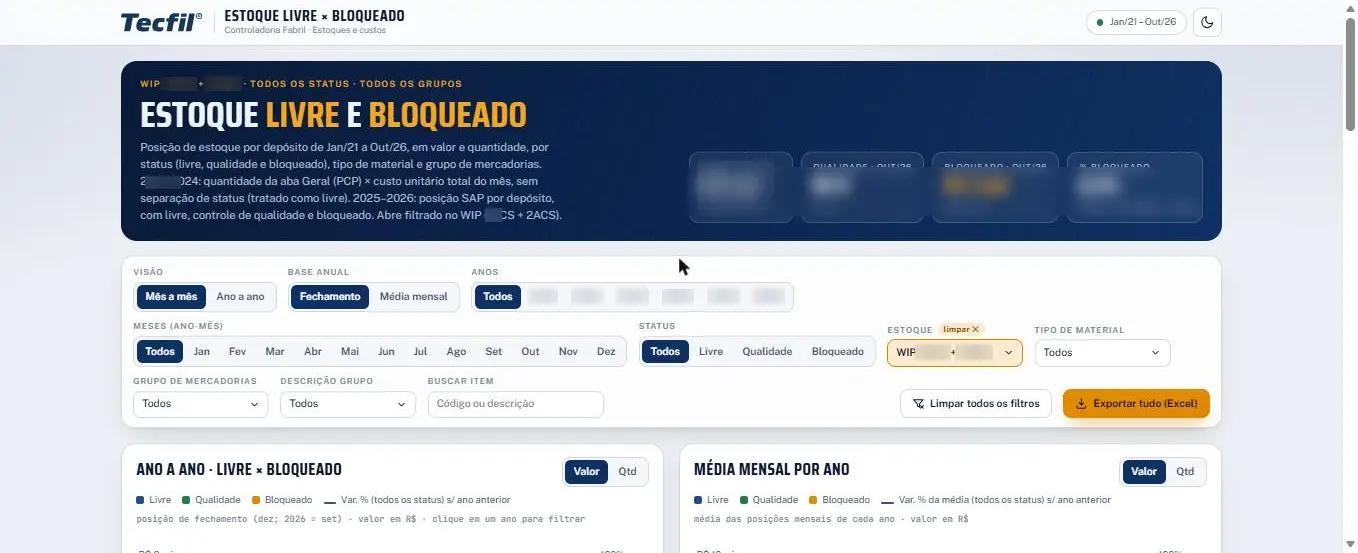 Tecfil®
ESTOQUE LIVRE × BLOQUEADO
Controladoria Fabril · Estoques e custos
Jan/21 – Out/26
WIP + · TODOS OS STATUS · TODOS OS GRUPOS
ESTOQUE LIVRE E BLOQUEADO
Posição de estoque por depósito de Jan/21 a Out/26, em valor e quantidade, por
status (livre, qualidade e bloqueado), tipo de material e grupo de mercadorias.
024: quantidade da aba Geral (PCP) × custo unitário total do mês, sem
separação de status (tratado como livre). 2025–2026: posição SAP por depósito,
com livre, controle de qualidade e bloqueado. Abre filtrado no WIP CS + 2ACS).
QUALIDADE · OUT/26
BLOQUEADO · OUT/26
% BLOQUEADO
VISÃO
Mês a mês
Ano a ano
BASE ANUAL
Fechamento
Média mensal
ANOS
Todos
MESES (ANO-MÊS)
Todos Jan Fev Mar Abr Mai Jun Jul Ago Set Out Nov Dez
STATUS
Todos Livre Qualidade Bloqueado
ESTOQUE limpar ×
WIP +
TIPO DE MATERIAL
Todos
GRUPO DE MERCADORIAS
Todos
DESCRIÇÃO GRUPO
Todos
BUSCAR ITEM
Código ou descrição
Limpar todos os filtros
Exportar tudo (Excel)
ANO A ANO · LIVRE × BLOQUEADO
Valor Qtd
Livre Qualidade Bloqueado Var. % (todos os status) s/ ano anterior
posição de fechamento (dez; 2026 = set) · valor em R$ · clique em um ano para filtrar
MÉDIA MENSAL POR ANO
Valor Qtd
Livre Qualidade Bloqueado Var. % da média (todos os status) s/ ano anterior
média das posições mensais de cada ano · valor em R$